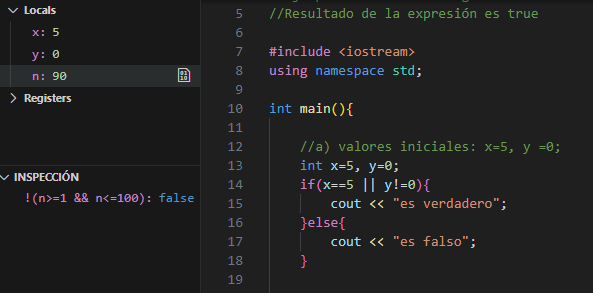 Locals
x: 5
y: 0
n: 90
Registers
INSPECCIÓN
!(n>=1 && n<=100): false
5 //Resultado de la expresión es true
6
7 #include <iostream>
8 using namespace std;
9
10 int main(){
11
12 //a) valores iniciales: x=5, y =0;
13 int x=5, y=0;
14 if(x==5 || y!=0){
15 cout << "es verdadero";
16 }else{
17 cout << "es falso";
18 }
19